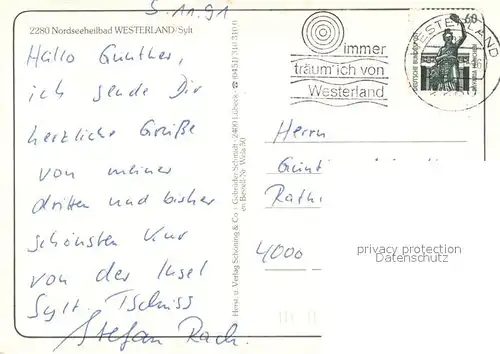 5.11.91
2280 Nordseeheilbad WESTERLAND/Sylt
Hallo Gunther,
ich sende Dir
herzliche Grüße
von meiner
dritten und bisher
schönsten Kur
von der Insel
Sylt. Tschüss
Stefan Rach.
immer
träum' ich von
Westerland
WESTERLAND
60
DEUTSCHE BUNDESPOST
Herrn
4000
privacy protection
Datenschutz
Herst. u. Verlag Schöning & Co · Gebrüder Schmidt, 2400 Lübeck